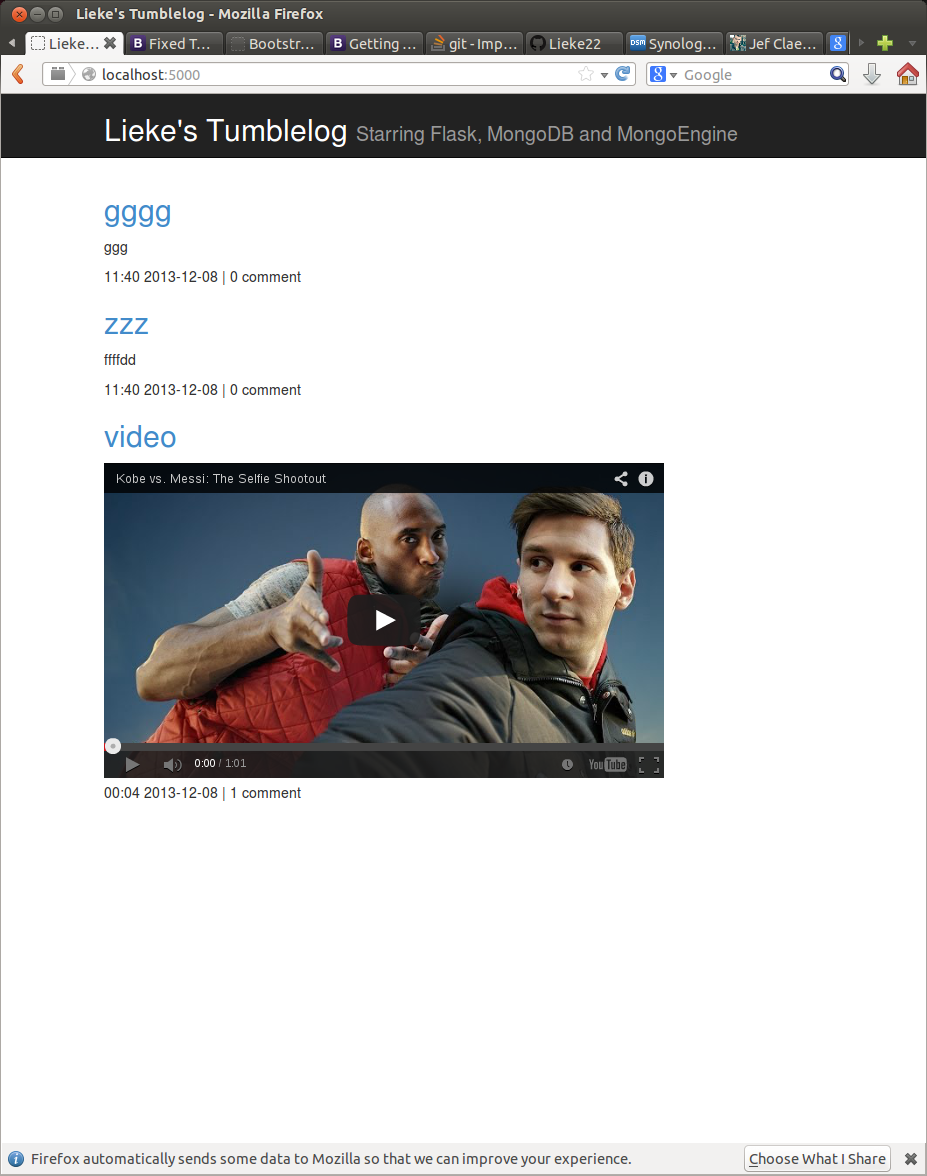 Lieke's Tumblelog - Mozilla Firefox
Lieke... Fixed T... Bootstr... Getting ... git - Imp... Lieke22 DSM Synolog... Jef Clae...
localhost:5000 Google
Lieke's Tumblelog Starring Flask, MongoDB and MongoEngine
gggg
ggg
11:40 2013-12-08 | 0 comment
zzz
ffffdd
11:40 2013-12-08 | 0 comment
video
Kobe vs. Messi: The Selfie Shootout
0:00 / 1:01 YouTube
00:04 2013-12-08 | 1 comment
Firefox automatically sends some data to Mozilla so that we can improve your experience. Choose What I Share